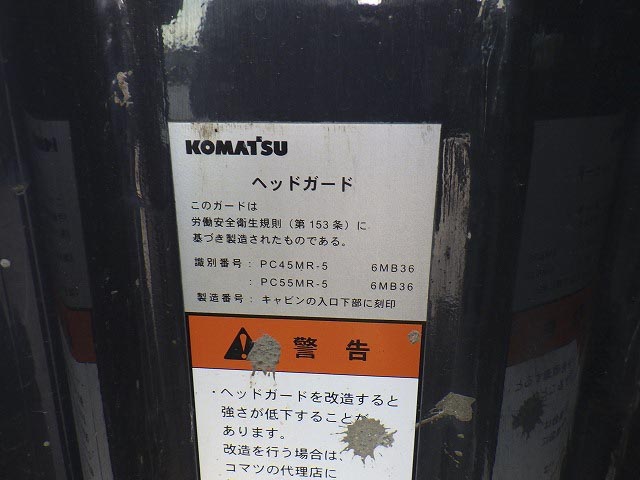 KOMATSU
ヘッドガード
このガードは
労働安全衛生規則（第 153 条）に
基づき製造されたものである。
識別番号： PC45MR-5 6MB36
： PC55MR-5 6MB36
製造番号： キャビンの入口下部に刻印
警告
・ヘッドガードを改造すると
強さが低下することが
あります。
改造を行う場合は、
コマツの代理店に